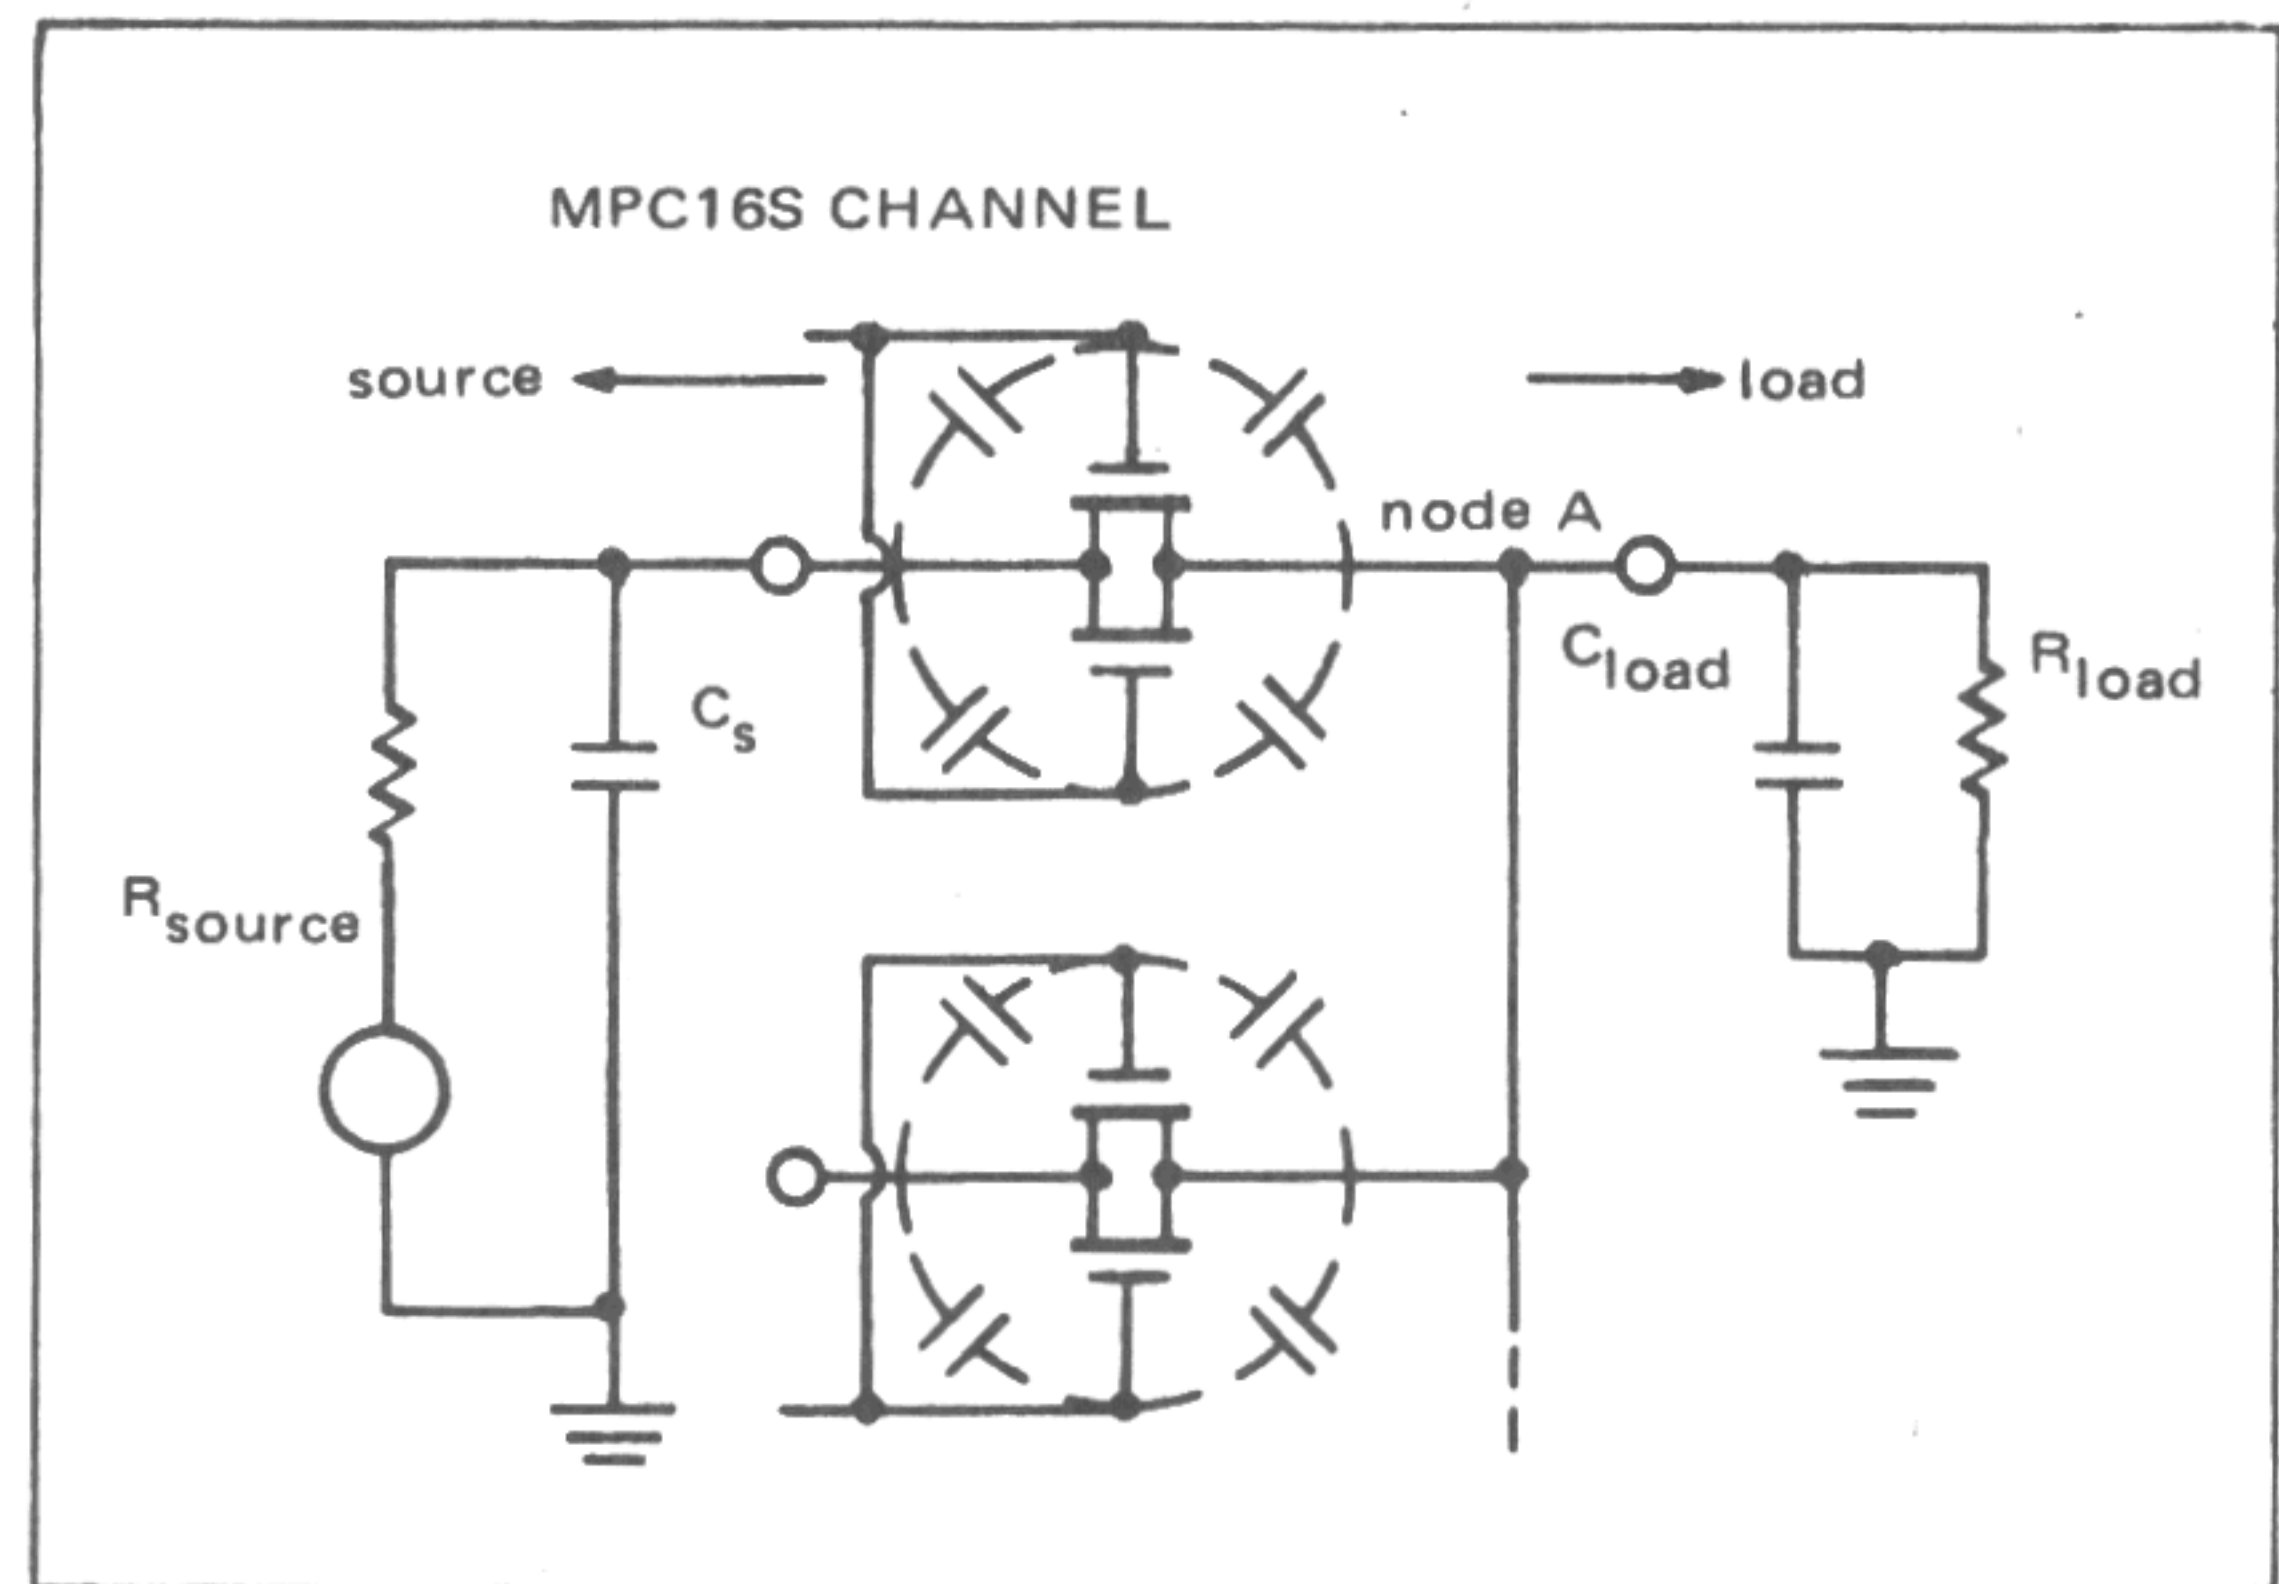 MPC16S CHANNEL
source
load
node A
Cload
Rload
Cs
Rsource